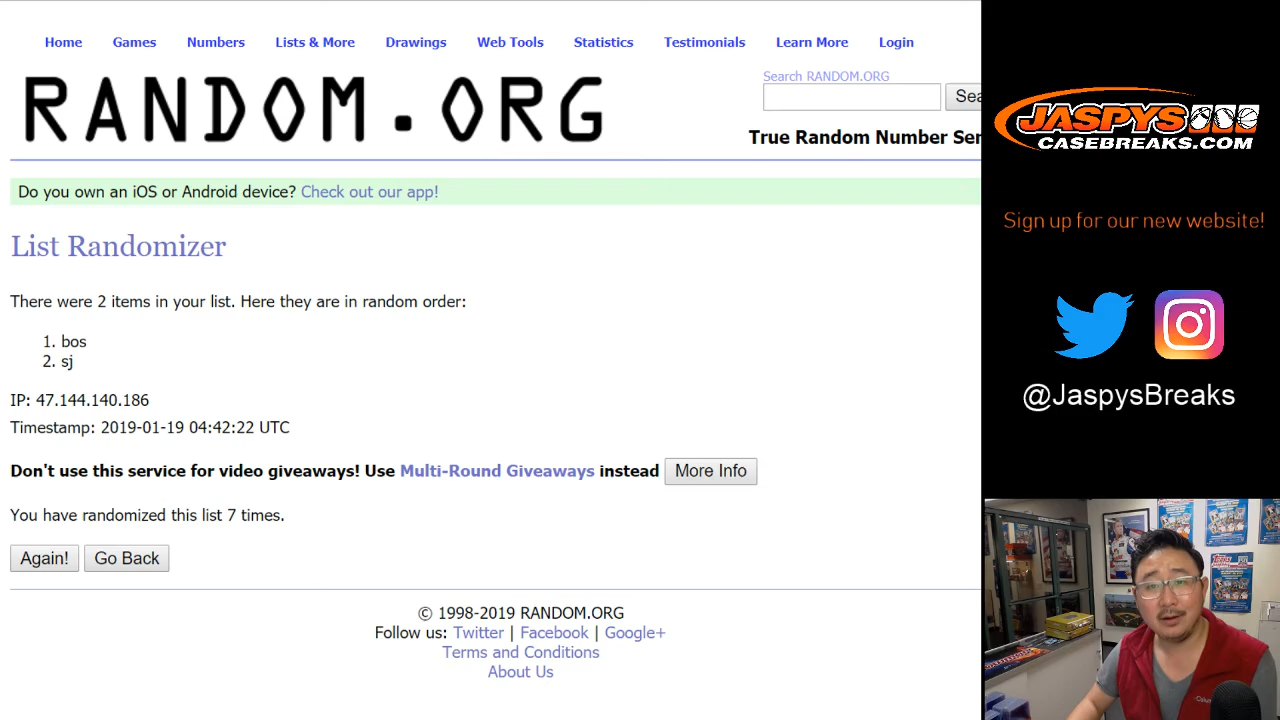 Home Games Numbers Lists & More Drawings Web Tools Statistics Testimonials Learn More Login
RANDOM.ORG
Search RANDOM.ORG
Sea
True Random Number Ser
Do you own an iOS or Android device? Check out our app!
List Randomizer
There were 2 items in your list. Here they are in random order:
1. bos
2. sj
IP: 47.144.140.186
Timestamp: 2019-01-19 04:42:22 UTC
Don't use this service for video giveaways! Use Multi-Round Giveaways instead More Info
You have randomized this list 7 times.
Again! Go Back
© 1998-2019 RANDOM.ORG
Follow us: Twitter | Facebook | Google+
Terms and Conditions
About Us
JASPYS
CASEBREAKS.COM
Sign up for our new website!
@JaspysBreaks